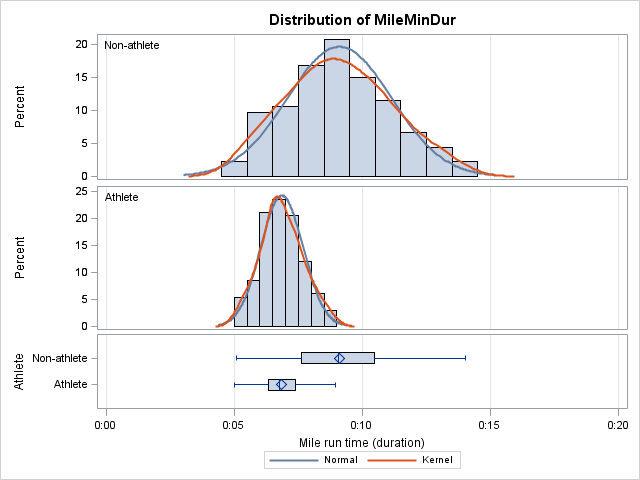 Distribution of MileMinDur
Non-athlete
Percent
20
15
10
5
0
Athlete
Percent
25
20
15
10
5
0
Athlete
Non-athlete
Athlete
0:00 0:05 0:10 0:15 0:20
Mile run time (duration)
Normal Kernel